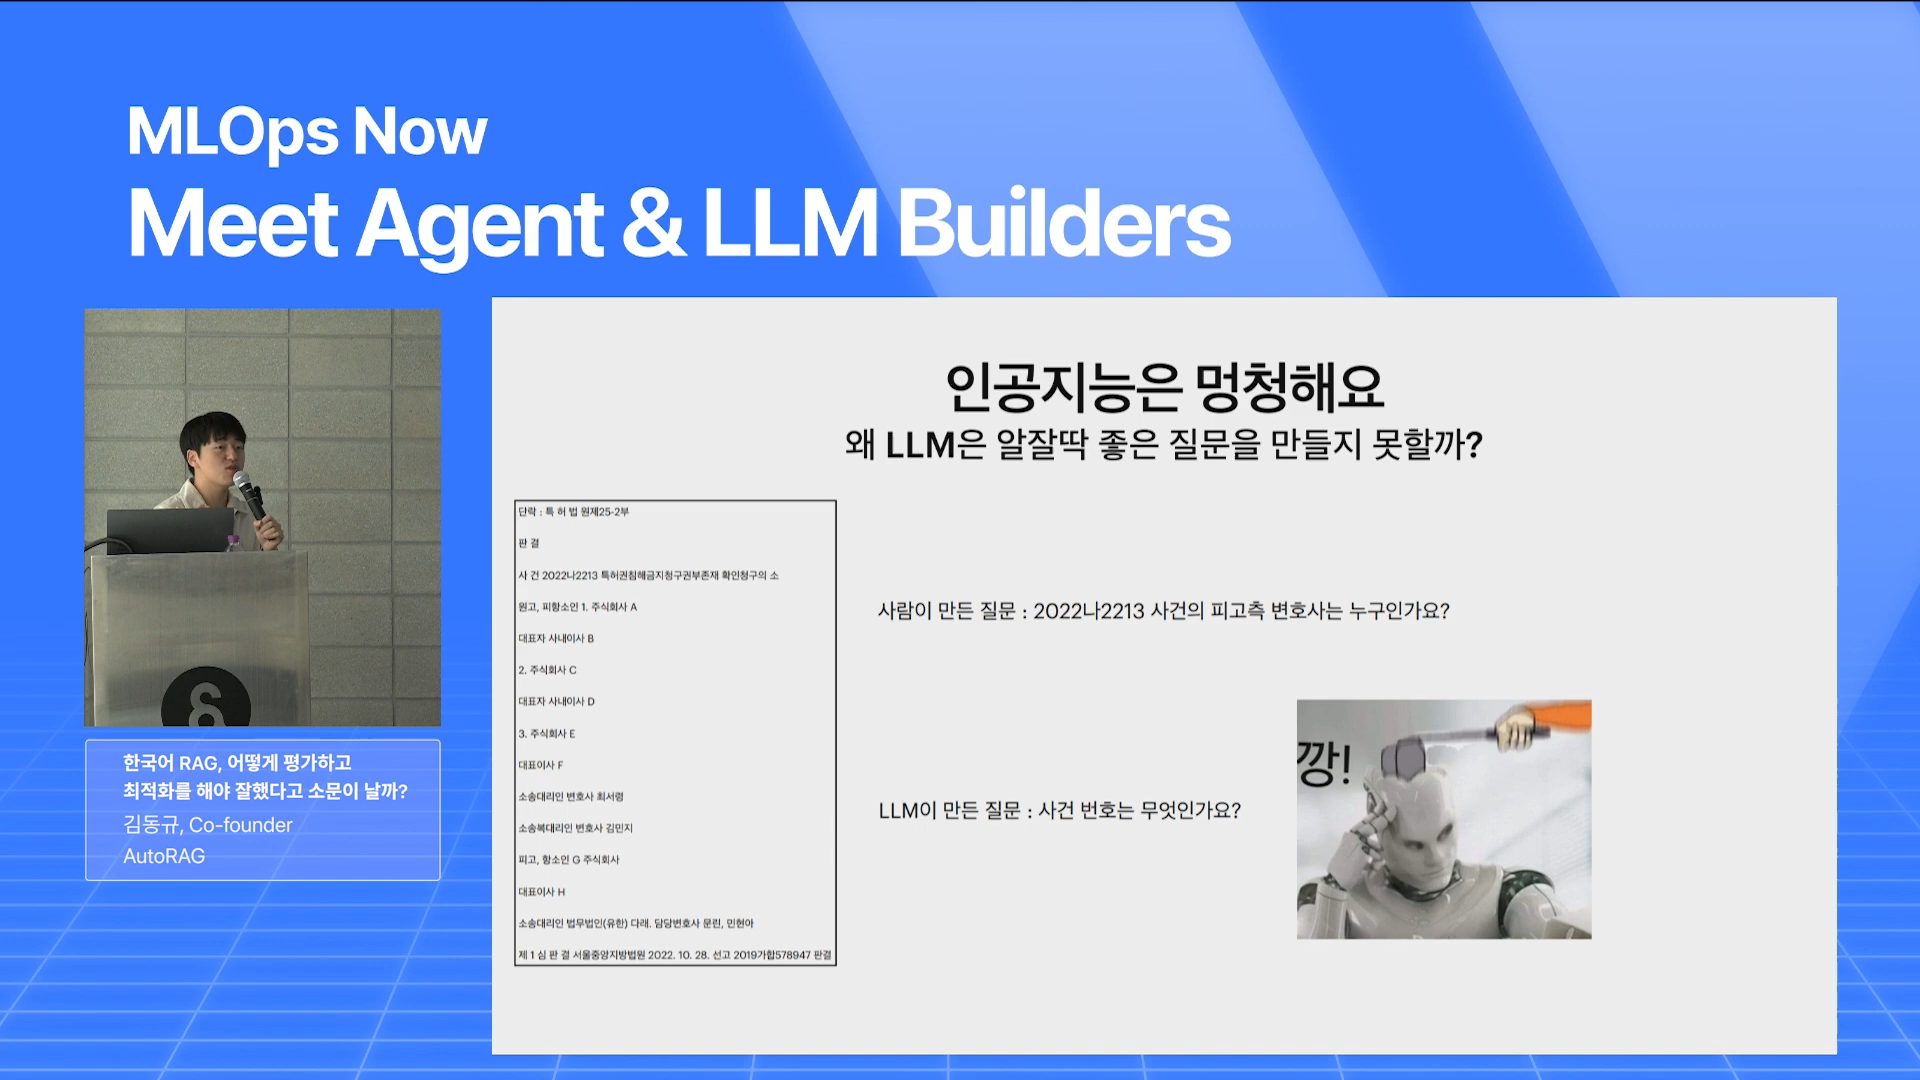 MLOps Now
Meet Agent & LLM Builders
한국어 RAG, 어떻게 평가하고
최적화를 해야 잘했다고 소문이 날까?
김동규, Co-founder
AutoRAG
인공지능은 멍청해요
왜 LLM은 알잘딱 좋은 질문을 만들지 못할까?
단락 : 특 허 법 원제25-2부
판 결
사 건 2022나2213 특허권침해금지청구권부존재 확인청구의 소
원고, 피항소인 1. 주식회사 A
대표자 사내이사 B
2. 주식회사 C
대표자 사내이사 D
3. 주식회사 E
대표이사 F
소송대리인 변호사 최서령
소송복대리인 변호사 김민지
피고, 항소인 G 주식회사
대표이사 H
소송대리인 법무법인(유한) 다래. 담당변호사 문린, 민현아
제 1 심 판 결 서울중앙지방법원 2022. 10. 28. 선고 2019가합578947 판결
사람이 만든 질문 : 2022나2213 사건의 피고측 변호사는 누구인가요?
LLM이 만든 질문 : 사건 번호는 무엇인가요?
깡!